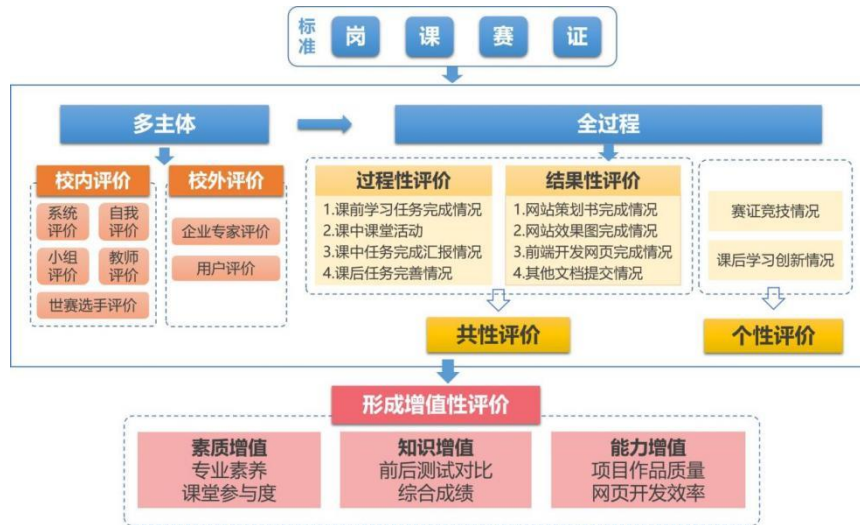 标准
岗
课
赛
证
多主体
全过程
校内评价
校外评价
系统
评价
自我
评价
小组
评价
教师
评价
世赛选手评价
企业专家评价
用户评价
过程性评价
1.课前学习任务完成情况
2.课中课堂活动
3.课中任务完成汇报情况
4.课后任务完善情况
结果性评价
1.网站策划书完成情况
2.网站效果图完成情况
3.前端开发网页完成情况
4.其他文档提交情况
赛证竞技情况
课后学习创新情况
共性评价
个性评价
形成增值性评价
素质增值
专业素养
课堂参与度
知识增值
前后测试对比
综合成绩
能力增值
项目作品质量
网页开发效率